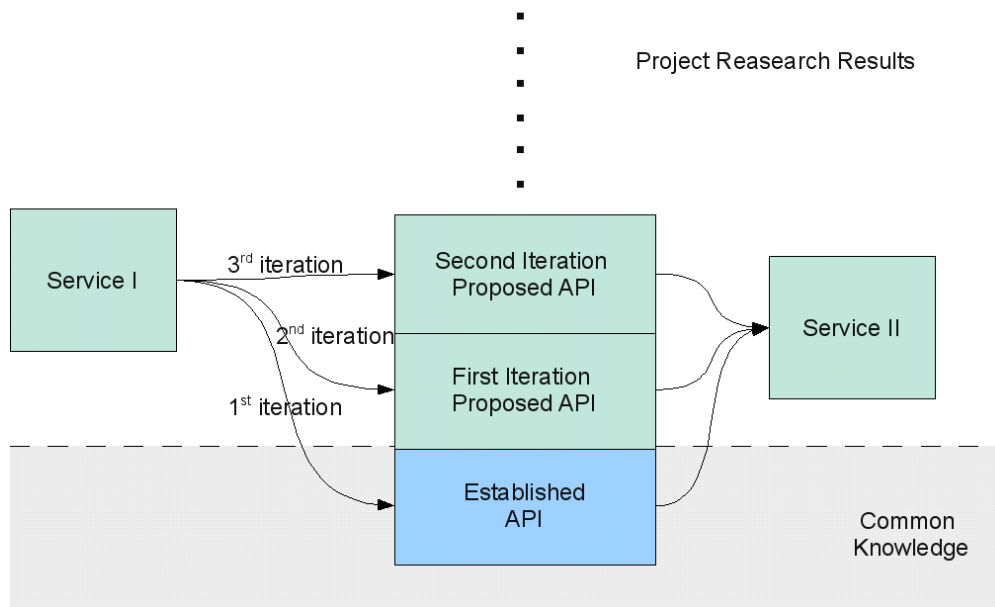 Project Reasearch Results
Service I
3rd iteration
2nd iteration
1st iteration
Second Iteration
Proposed API
First Iteration
Proposed API
Established
API
Service II
Common
Knowledge